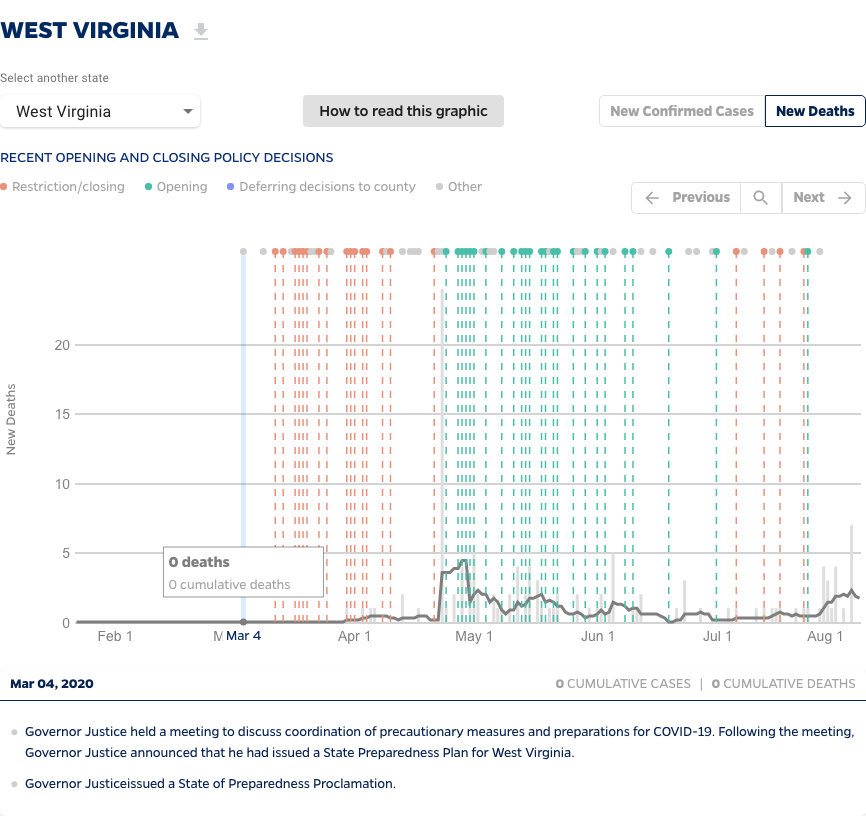 WEST VIRGINIA
Select another state
West Virginia
How to read this graphic
New Confirmed Cases
New Deaths
RECENT OPENING AND CLOSING POLICY DECISIONS
Restriction/closing
Opening
Deferring decisions to county
Other
Previous
Next
New Deaths
20
15
10
5
0
0 deaths
0 cumulative deaths
Feb 1
M
Mar 4
Apr 1
May 1
Jun 1
Jul 1
Aug 1
Mar 04, 2020
0 CUMULATIVE CASES | 0 CUMULATIVE DEATHS
Governor Justice held a meeting to discuss coordination of precautionary measures and preparations for COVID-19. Following the meeting,
Governor Justice announced that he had issued a State Preparedness Plan for West Virginia.
Governor Justiceissued a State of Preparedness Proclamation.